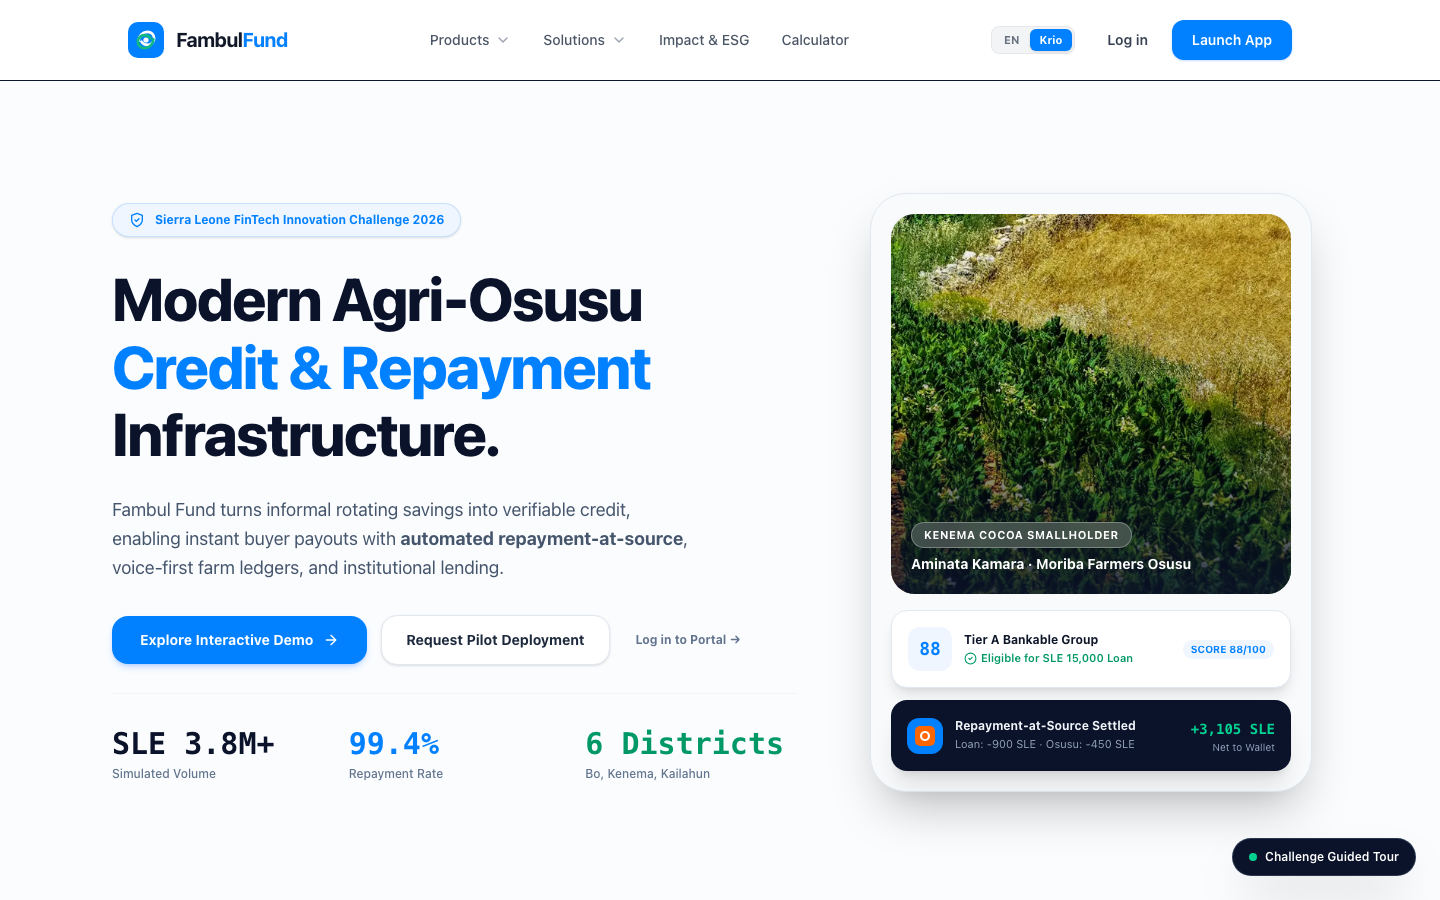 FambulFund
Products
Solutions
Impact & ESG
Calculator
EN
Krio
Log in
Launch App
Sierra Leone FinTech Innovation Challenge 2026
Modern Agri-Osusu
Credit & Repayment
Infrastructure.
Fambul Fund turns informal rotating savings into verifiable credit,
enabling instant buyer payouts with automated repayment-at-source,
voice-first farm ledgers, and institutional lending.
Explore Interactive Demo →
Request Pilot Deployment
Log in to Portal →
SLE 3.8M+
Simulated Volume
99.4%
Repayment Rate
6 Districts
Bo, Kenema, Kailahun
KENEMA COCOA SMALLHOLDER
Aminata Kamara · Moriba Farmers Osusu
88
Tier A Bankable Group
Eligible for SLE 15,000 Loan
SCORE 88/100
Repayment-at-Source Settled
Loan: -900 SLE · Osusu: -450 SLE
+3,105 SLE
Net to Wallet
Challenge Guided Tour